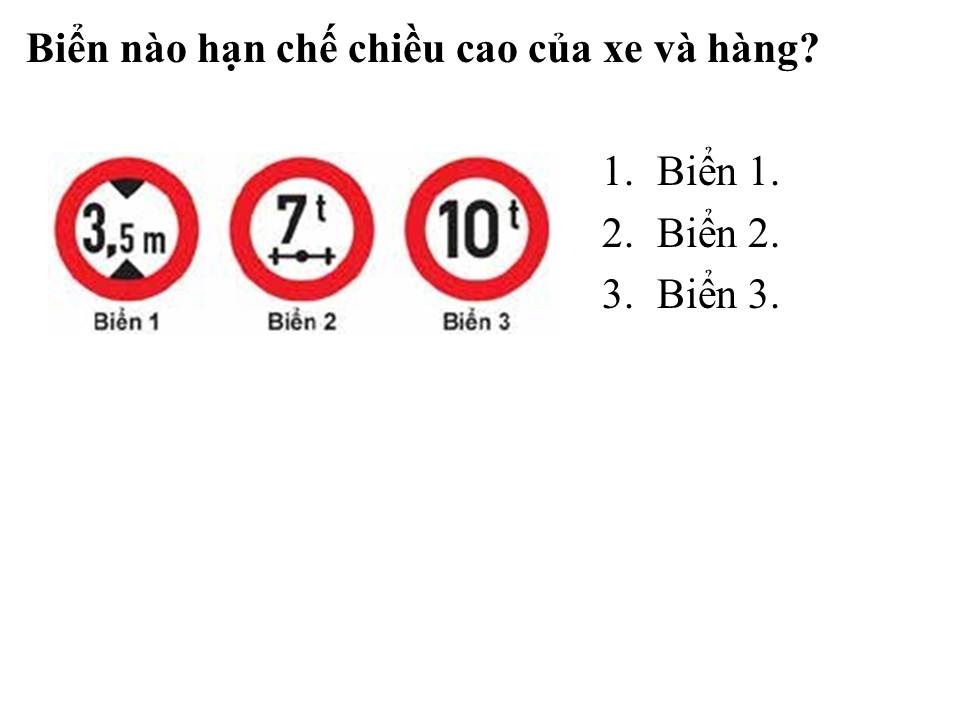 Biển nào hạn chế chiều cao của xe và hàng?
3,5 m
7 t
10 t
Biển 1
Biển 2
Biển 3
1. Biển 1.
2. Biển 2.
3. Biển 3.